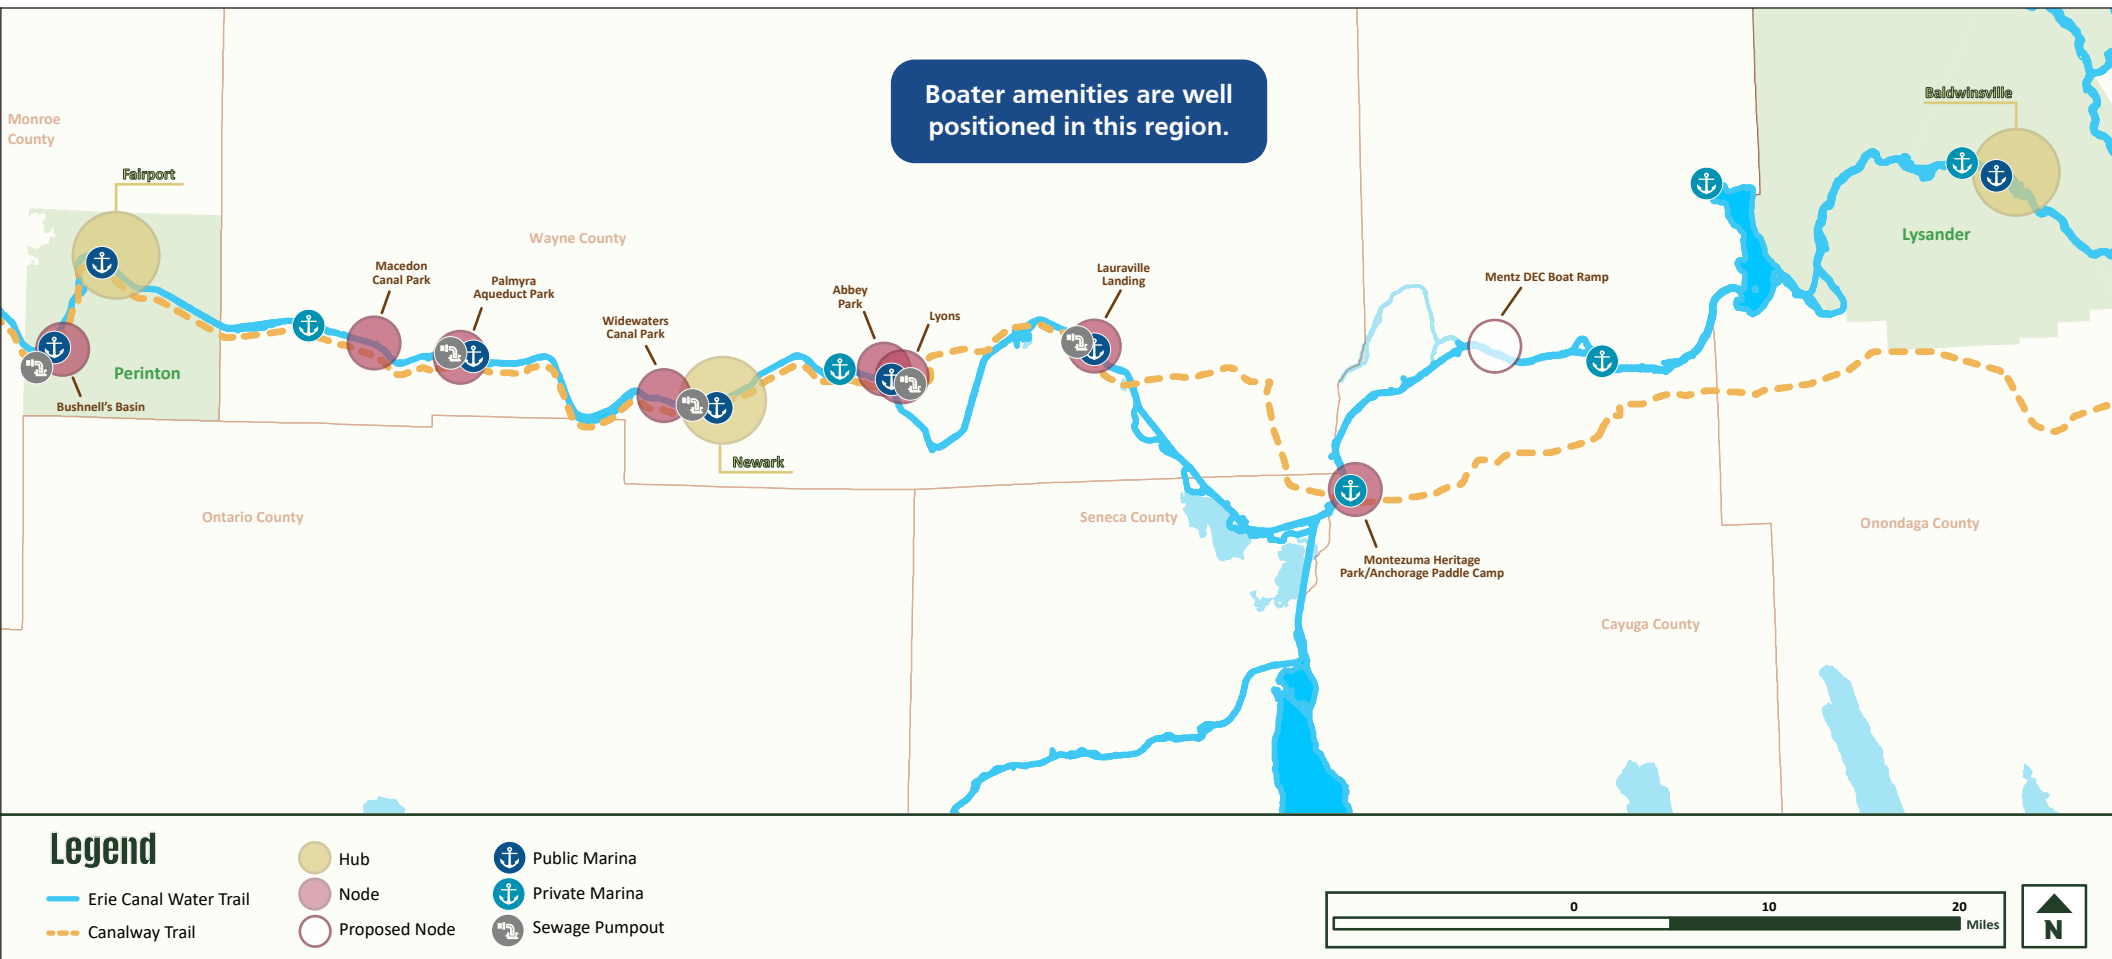 Boater amenities are well
positioned in this region.
Monroe
County
Fairport
Baldwinsville
Wayne County
Lysander
Macedon
Canal Park
Palmyra
Aqueduct Park
Widewaters
Canal Park
Abbey
Park
Lyons
Lauraville
Landing
Mentz DEC Boat Ramp
Perinton
Bushnell's Basin
Newark
Ontario County
Seneca County
Onondaga County
Montezuma Heritage
Park/Anchorage Paddle Camp
Cayuga County
Legend
Erie Canal Water Trail
Canalway Trail
Hub
Node
Proposed Node
Public Marina
Private Marina
Sewage Pumpout
0 10 20
Miles
N